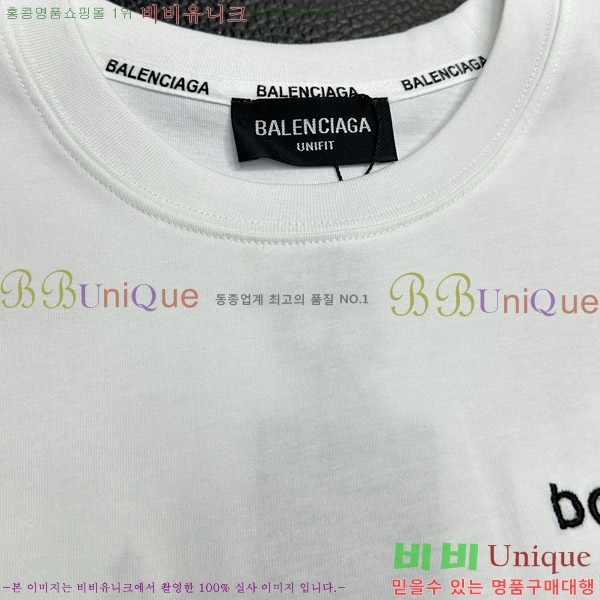 홍콩명품쇼핑몰 1위 비비유니크
BALENCIAGA BALENCIAGA BALENCIAGA
BALENCIAGA
UNIFIT
BBUniQue 동종업계 최고의 품질 NO.1 BBUniQue
bo
비비 Unique
믿을수 있는 명품구매대행
-본 이미지는 비비유니크에서 촬영한 100% 실사 이미지 입니다.-